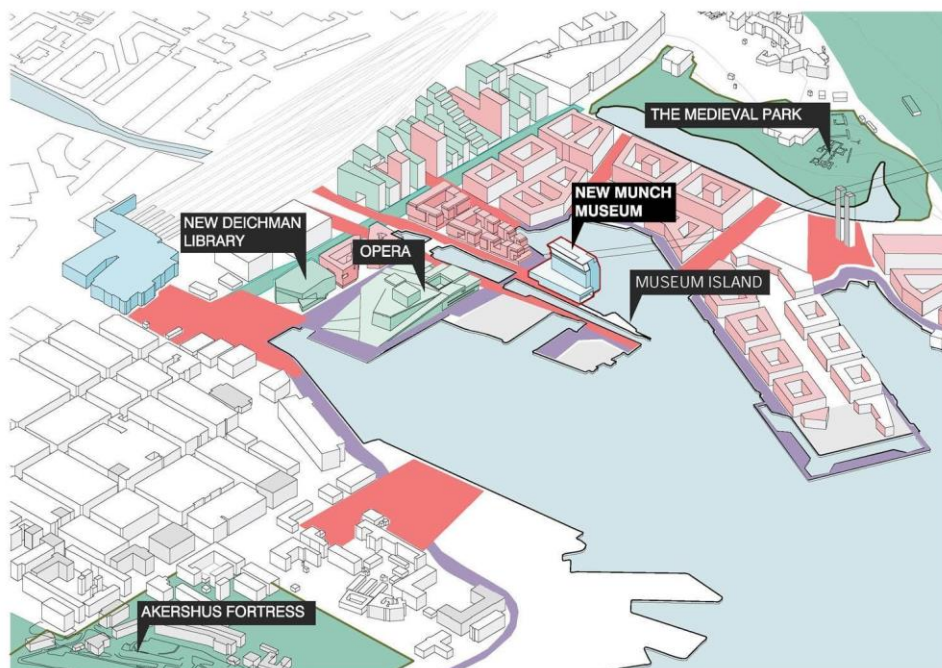 THE MEDIEVAL PARK
NEW MUNCH
MUSEUM
NEW DEICHMAN
LIBRARY
OPERA
MUSEUM ISLAND
AKERSHUS FORTRESS